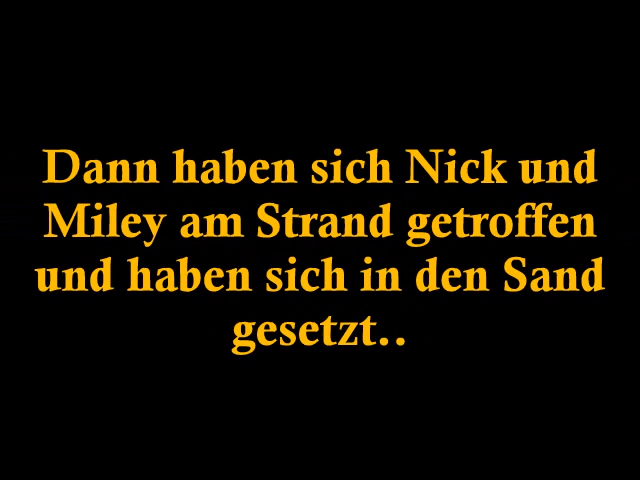 Dann haben sich Nick und
Miley am Strand getroffen
und haben sich in den Sand
gesetzt..